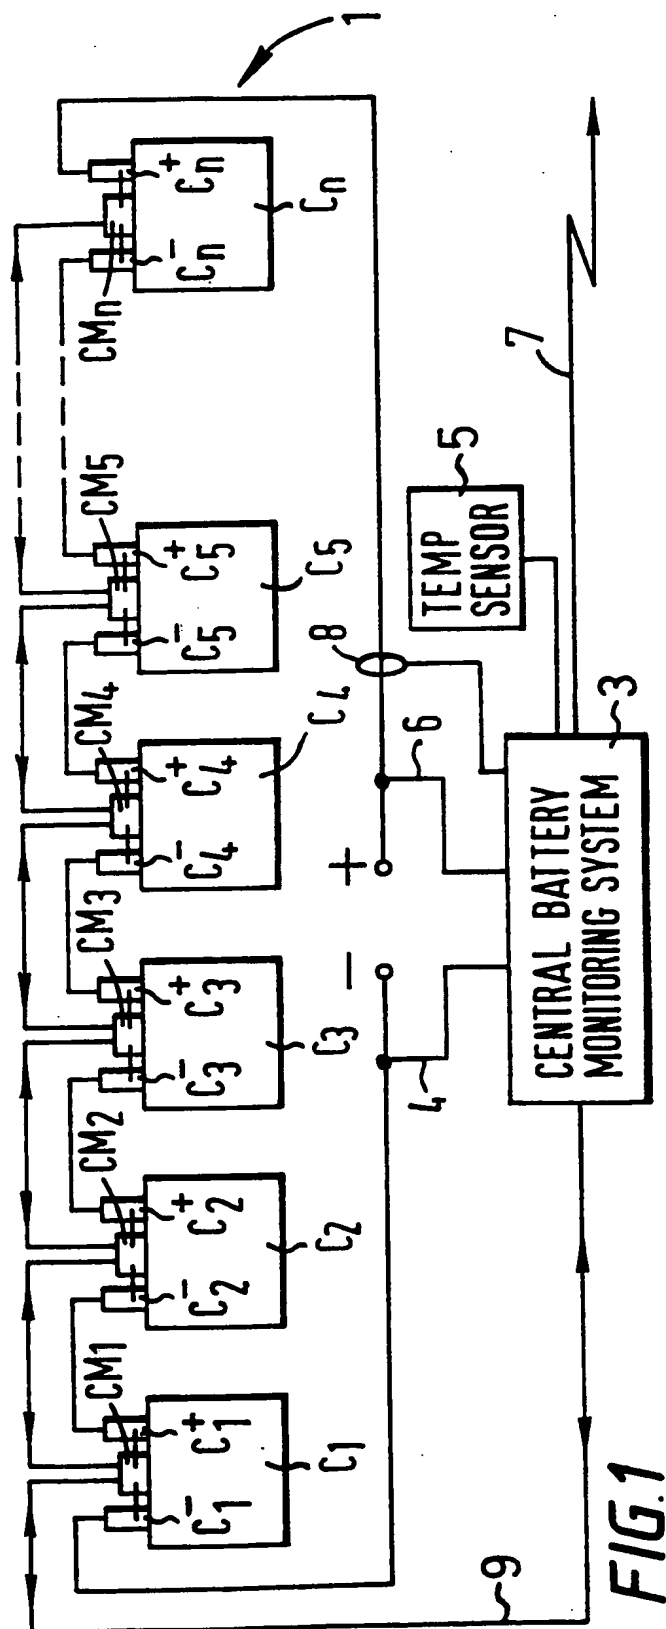 1
CM1
CM2
CM3
CM4
CM5
CMn
C1- C1+
C2- C2+
C3- C3+
C4- C4+
C5- C5+
Cn- Cn+
C1
C2
C3
C4
C5
Cn
- +
8
TEMP
SENSOR
5
4
6
7
CENTRAL BATTERY
MONITORING SYSTEM
3
9
FIG.1